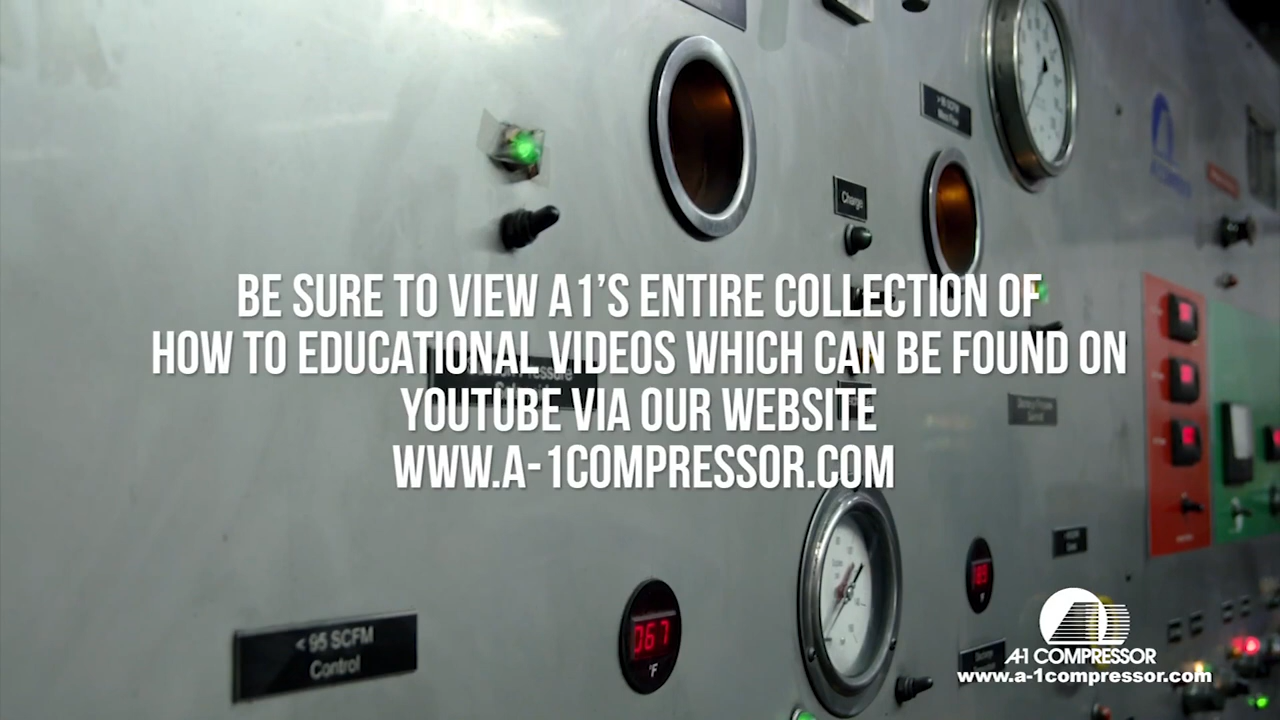 Charge
BE SURE TO VIEW A1’S ENTIRE COLLECTION OF
HOW TO EDUCATIONAL VIDEOS WHICH CAN BE FOUND ON
YOUTUBE VIA OUR WEBSITE
WWW.A-1COMPRESSOR.COM
< 95 SCFM
Control
067
°F
A-1 COMPRESSOR
www.a-1compressor.com